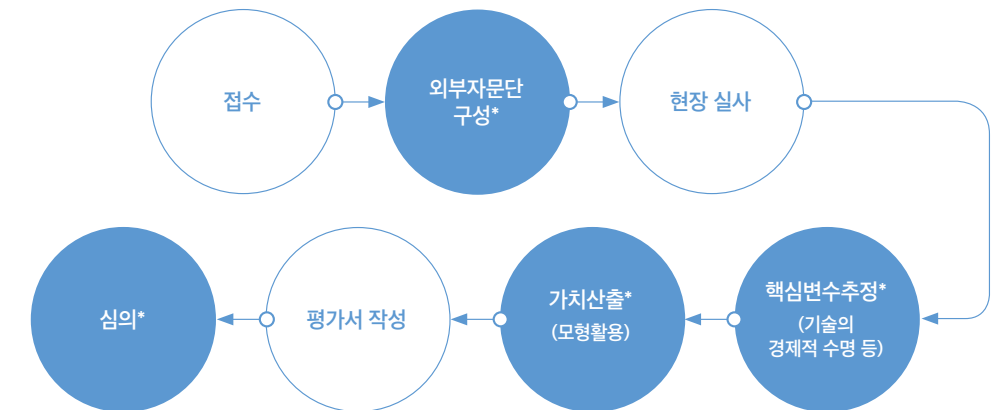 접수
외부자문단
구성*
현장 실사
핵심변수추정*
(기술의
경제적 수명 등)
가치산출*
(모형활용)
평가서 작성
심의*